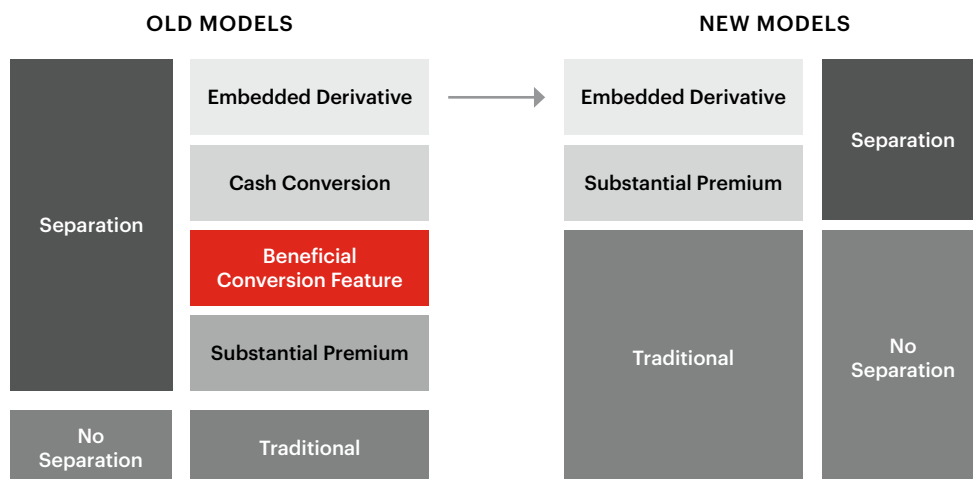 OLD MODELS
Separation
Embedded Derivative
Cash Conversion
Beneficial
Conversion Feature
Substantial Premium
No
Separation
Traditional
NEW MODELS
Embedded Derivative
Substantial Premium
Separation
Traditional
No
Separation